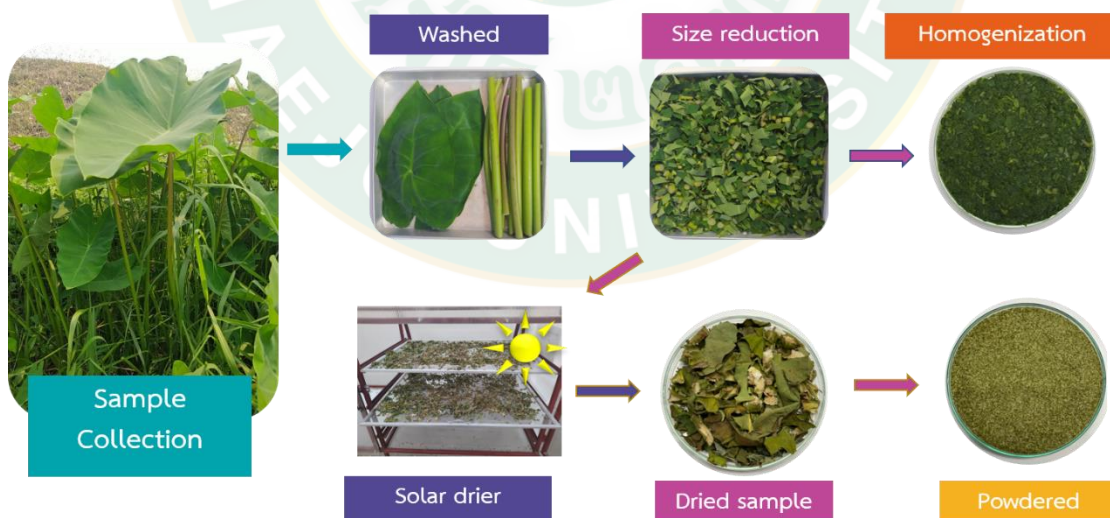 Washed
Size reduction
Homogenization
Sample
Collection
Solar drier
Dried sample
Powdered